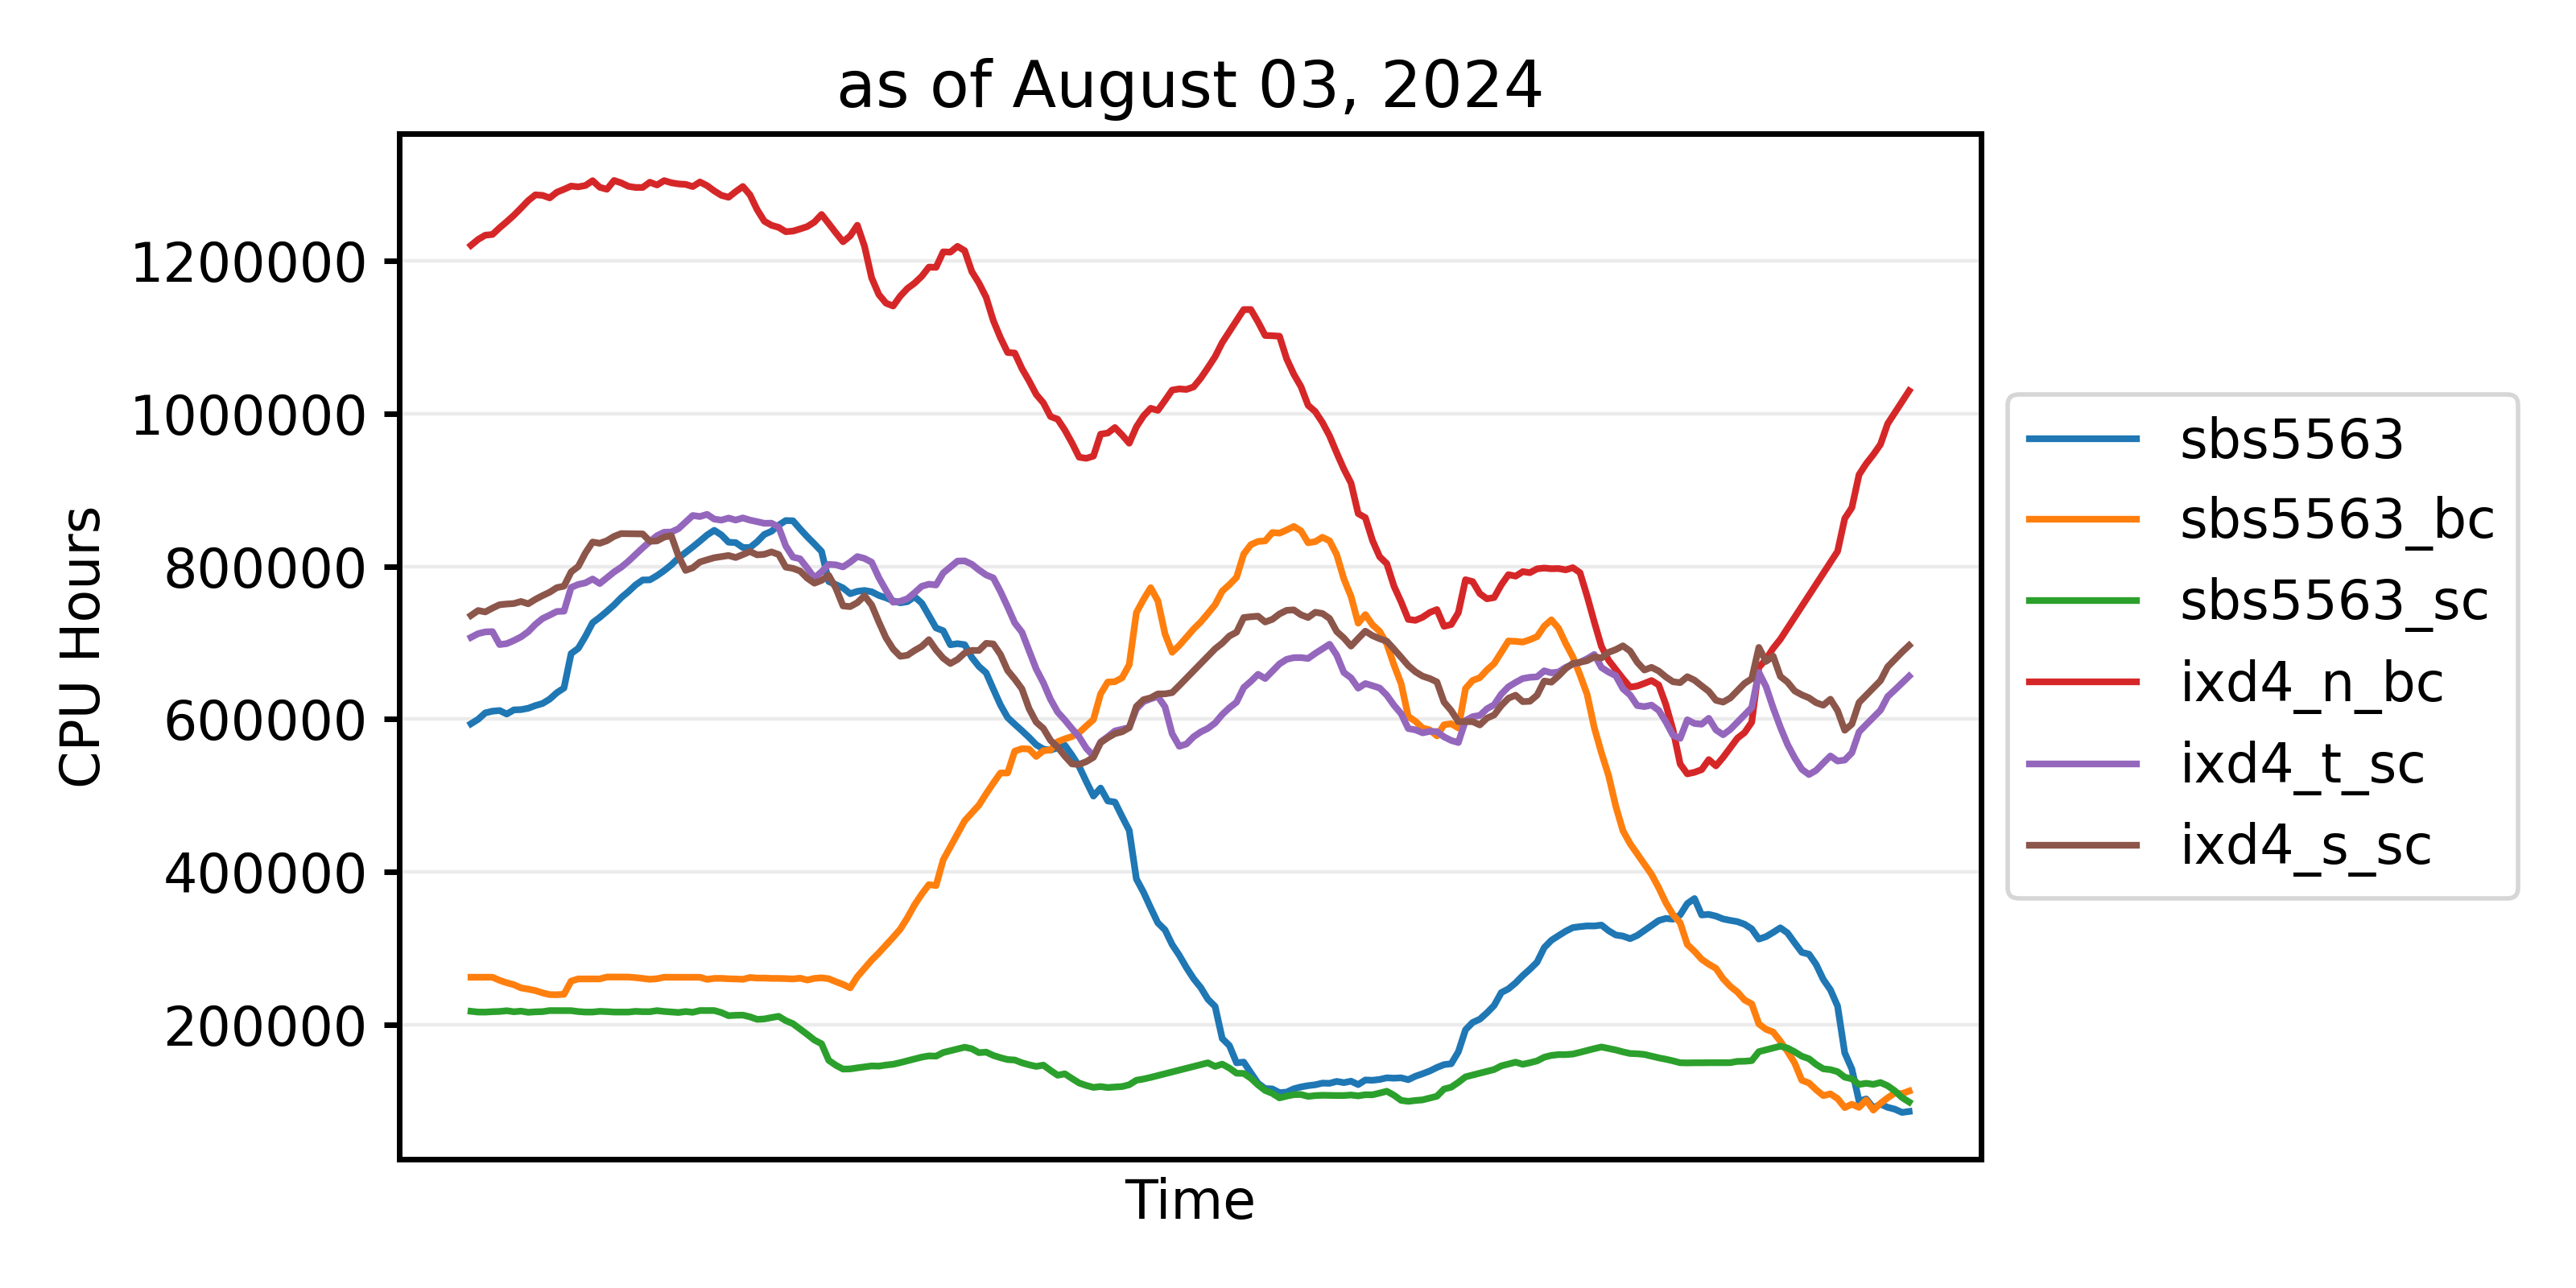 as of August 03, 2024
CPU Hours
1200000
1000000
800000
600000
400000
200000
Time
sbs5563
sbs5563_bc
sbs5563_sc
ixd4_n_bc
ixd4_t_sc
ixd4_s_sc